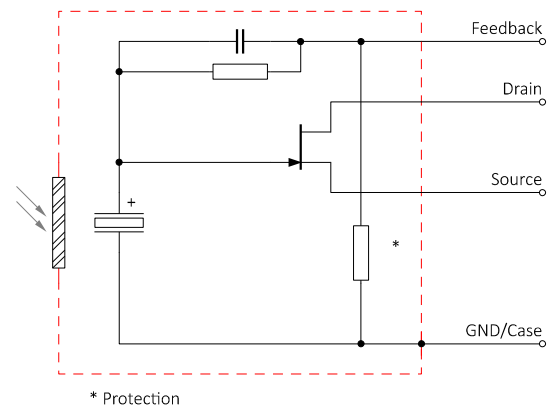 Feedback
Drain
Source
+
*
GND/Case
* Protection